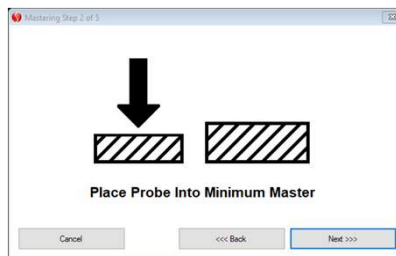 Mastering Step 2 of 5
Place Probe Into Minimum Master
Cancel
<<< Back
Next >>>